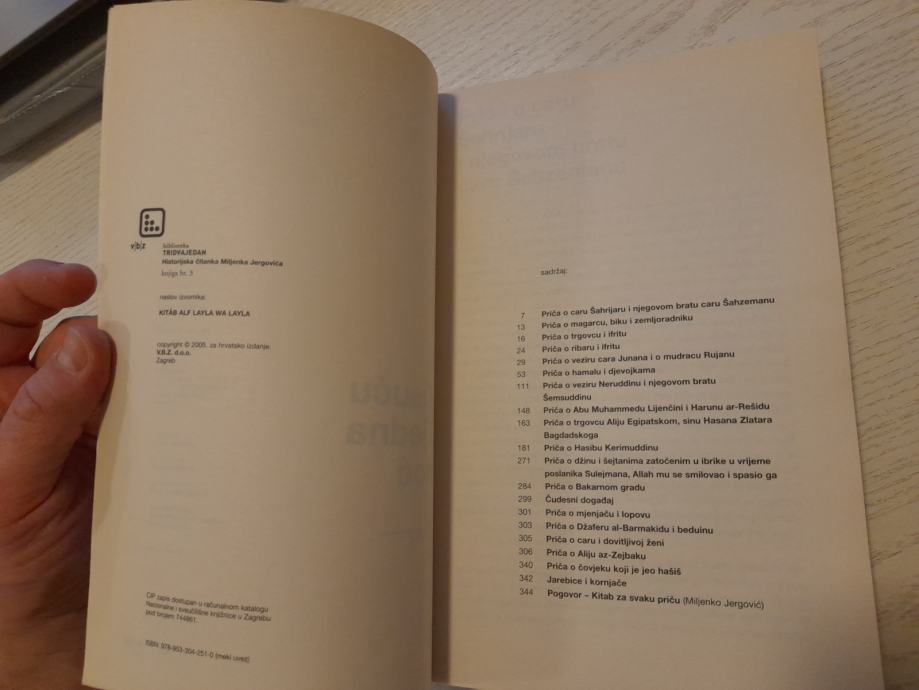 v|b|z
biblioteka
TRIDVAJEDAN
Historijska čitanka Miljenka Jergovića
knjiga br. 3
naslov izvornika:
KITĀB ALF LAYLA WA LAYLA
copyright © 2005. za hrvatsko izdanje:
V.B.Z. d.o.o.
Zagreb
CIP zapis dostupan u računalnom katalogu
Nacionalne i sveučilišne knjižnice u Zagrebu
pod brojem 744861.
ISBN: 978-953-304-251-0 (meki uvez)
sadržaj:
7 Priča o caru Šahrijaru i njegovom bratu caru Šahzemanu
13 Priča o magarcu, biku i zemljoradniku
16 Priča o trgovcu i ifritu
24 Priča o ribaru i ifritu
29 Priča o veziru cara Junana i o mudracu Rujanu
53 Priča o hamalu i djevojkama
111 Priča o veziru Neruddinu i njegovom bratu
Šemsuddinu
148 Priča o Abu Muhammedu Lijenčini i Harunu ar-Rešidu
163 Priča o trgovcu Aliju Egipatskom, sinu Hasana Zlatara
Bagdadskoga
181 Priča o Hasibu Kerimuddinu
271 Priča o džinu i šejtanima zatočenim u ibrike u vrijeme
poslanika Sulejmana, Allah mu se smilovao i spasio ga
284 Priča o Bakarnom gradu
299 Čudesni događaj
301 Priča o mjenjaču i lopovu
303 Priča o Džaferu al-Barmakidu i beduinu
305 Priča o caru i dovitljivoj ženi
306 Priča o Aliju az-Zejbaku
340 Priča o čovjeku koji je jeo hašiš
342 Jarebice i kornjače
344 Pogovor – Kitab za svaku priču (Miljenko Jergović)